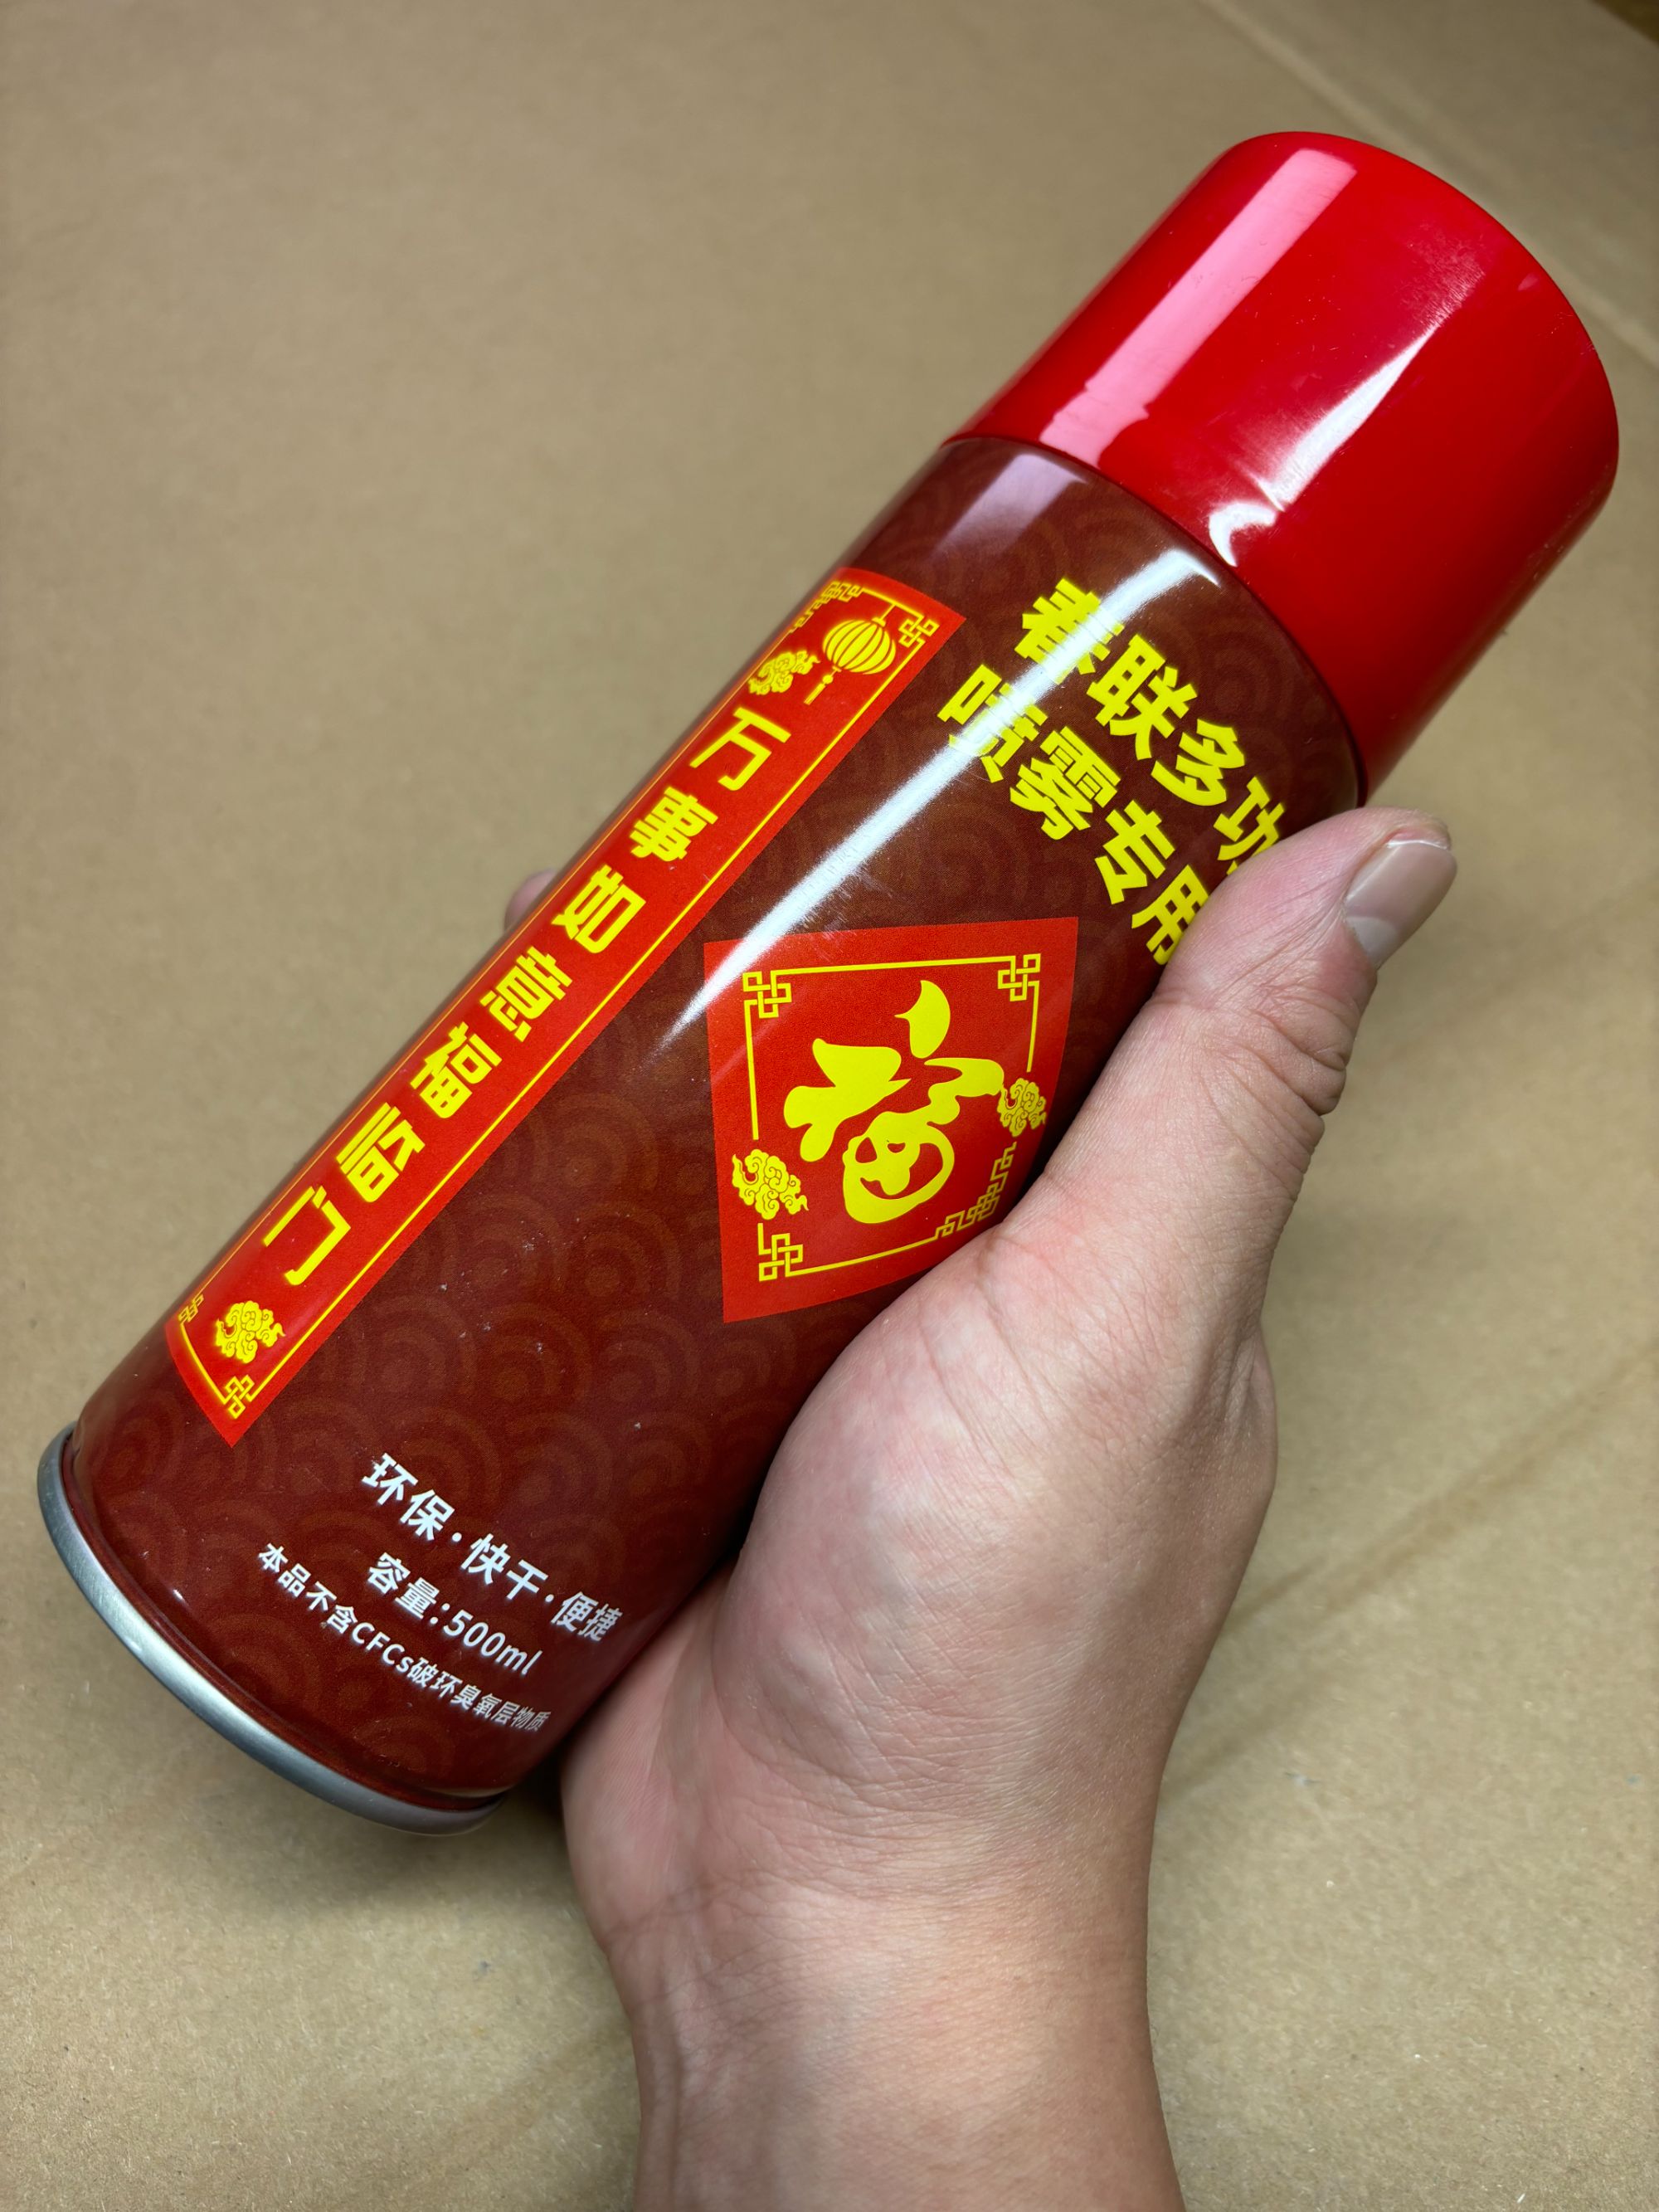 春联多功
喷雾专用
万事如意福临门
福
环保·快干·便捷
容量:500ml
本品不含CFCs破环臭氧层物质